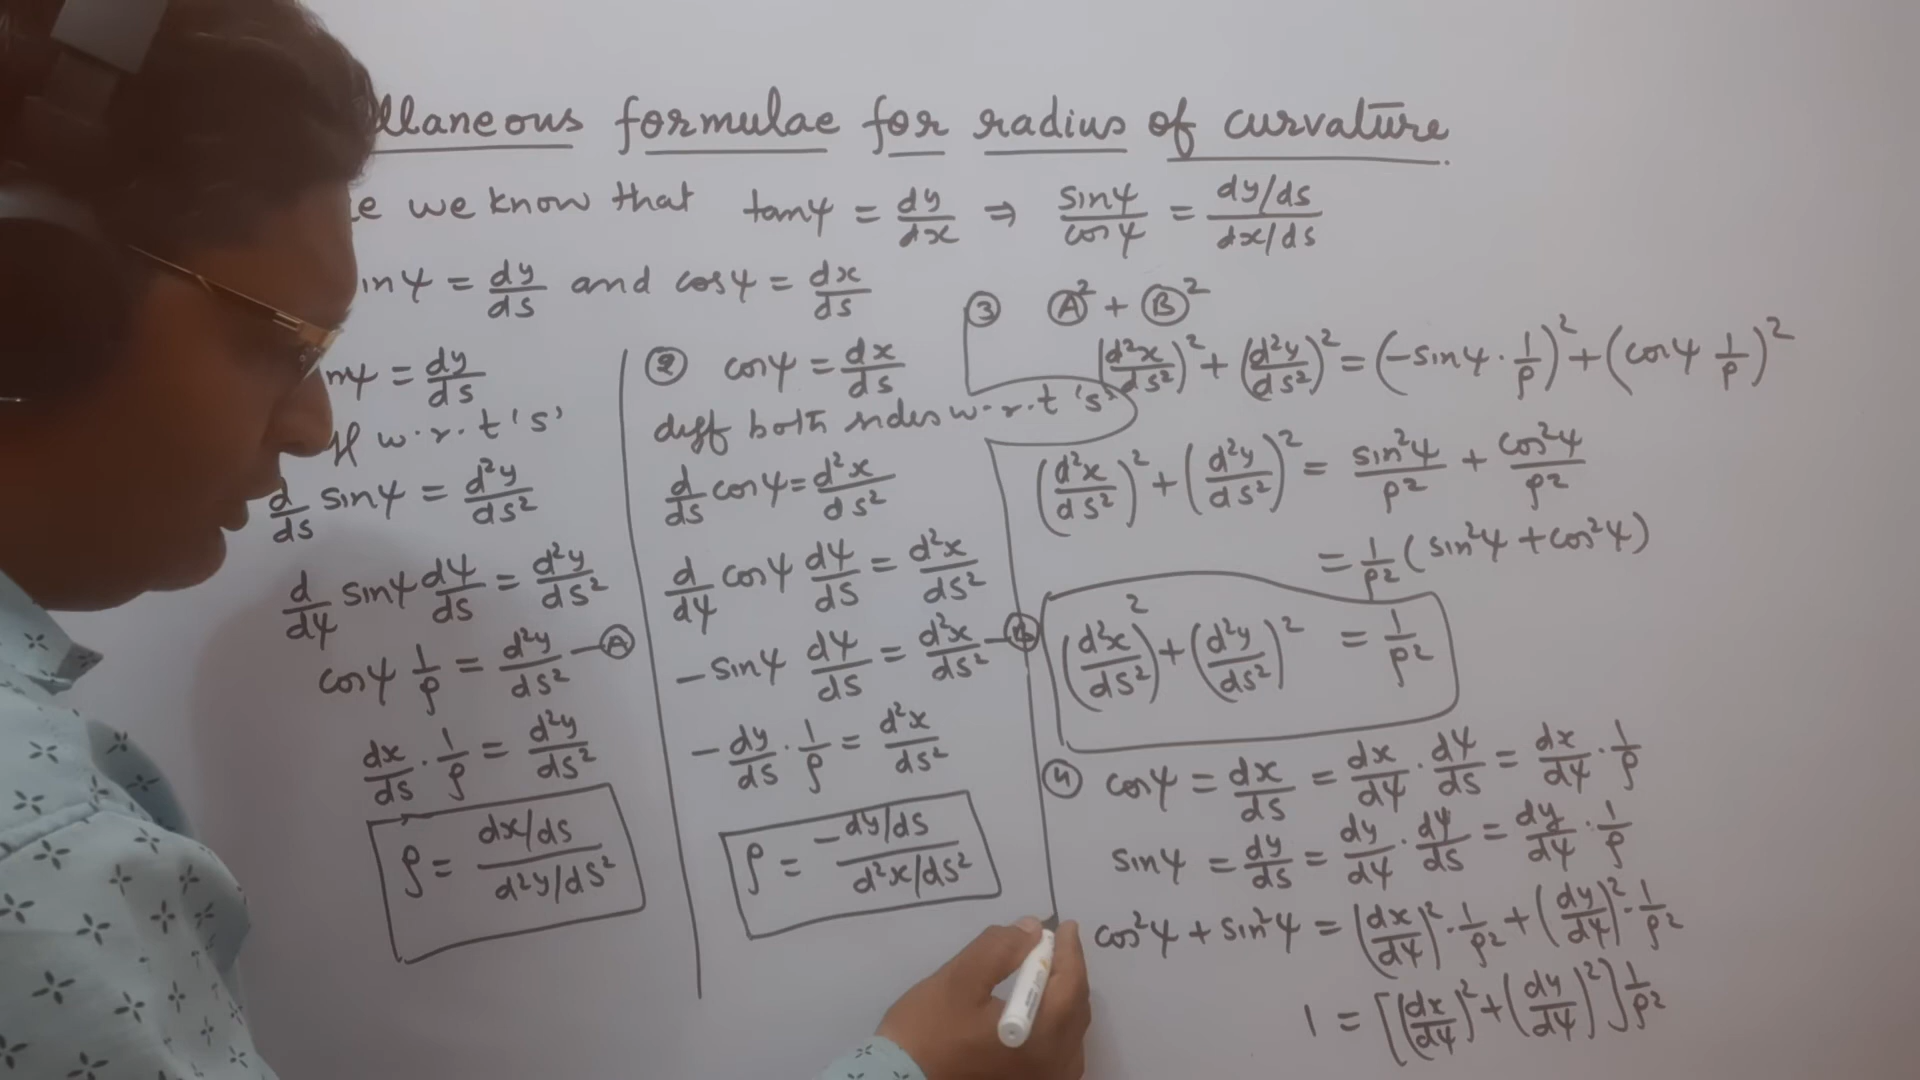 llaneous formulae for radius of curvature
e we know that tanψ = dy/dx ⇒ sinψ/cosψ = (dy/ds)/(dx/ds)
inψ = dy/ds and cosψ = dx/ds
nψ = dy/ds
ff w.r.t 's'
d/ds sinψ = d²y/ds²
d/dψ sinψ dψ/ds = d²y/ds²
cosψ 1/ρ = d²y/ds² —Ⓐ
dx/ds · 1/ρ = d²y/ds²
ρ = (dx/ds)/(d²y/ds²)
② cosψ = dx/ds
diff both sides w.r.t 's'
d/ds cosψ = d²x/ds²
d/dψ cosψ dψ/ds = d²x/ds²
−sinψ dψ/ds = d²x/ds² —Ⓑ
−dy/ds · 1/ρ = d²x/ds²
ρ = (−dy/ds)/(d²x/ds²)
③ Ⓐ² + Ⓑ²
(d²x/ds²)² + (d²y/ds²)² = (−sinψ · 1/ρ)² + (cosψ 1/ρ)²
(d²x/ds²)² + (d²y/ds²)² = sin²ψ/ρ² + cos²ψ/ρ²
= 1/ρ² (sin²ψ + cos²ψ)
(d²x/ds²)² + (d²y/ds²)² = 1/ρ²
④ cosψ = dx/ds = dx/dψ · dψ/ds = dx/dψ · 1/ρ
sinψ = dy/ds = dy/dψ · dψ/ds = dy/dψ · 1/ρ
cos²ψ + sin²ψ = (dx/dψ)² · 1/ρ² + (dy/dψ)² · 1/ρ²
1 = [(dx/dψ)² + (dy/dψ)²] 1/ρ²